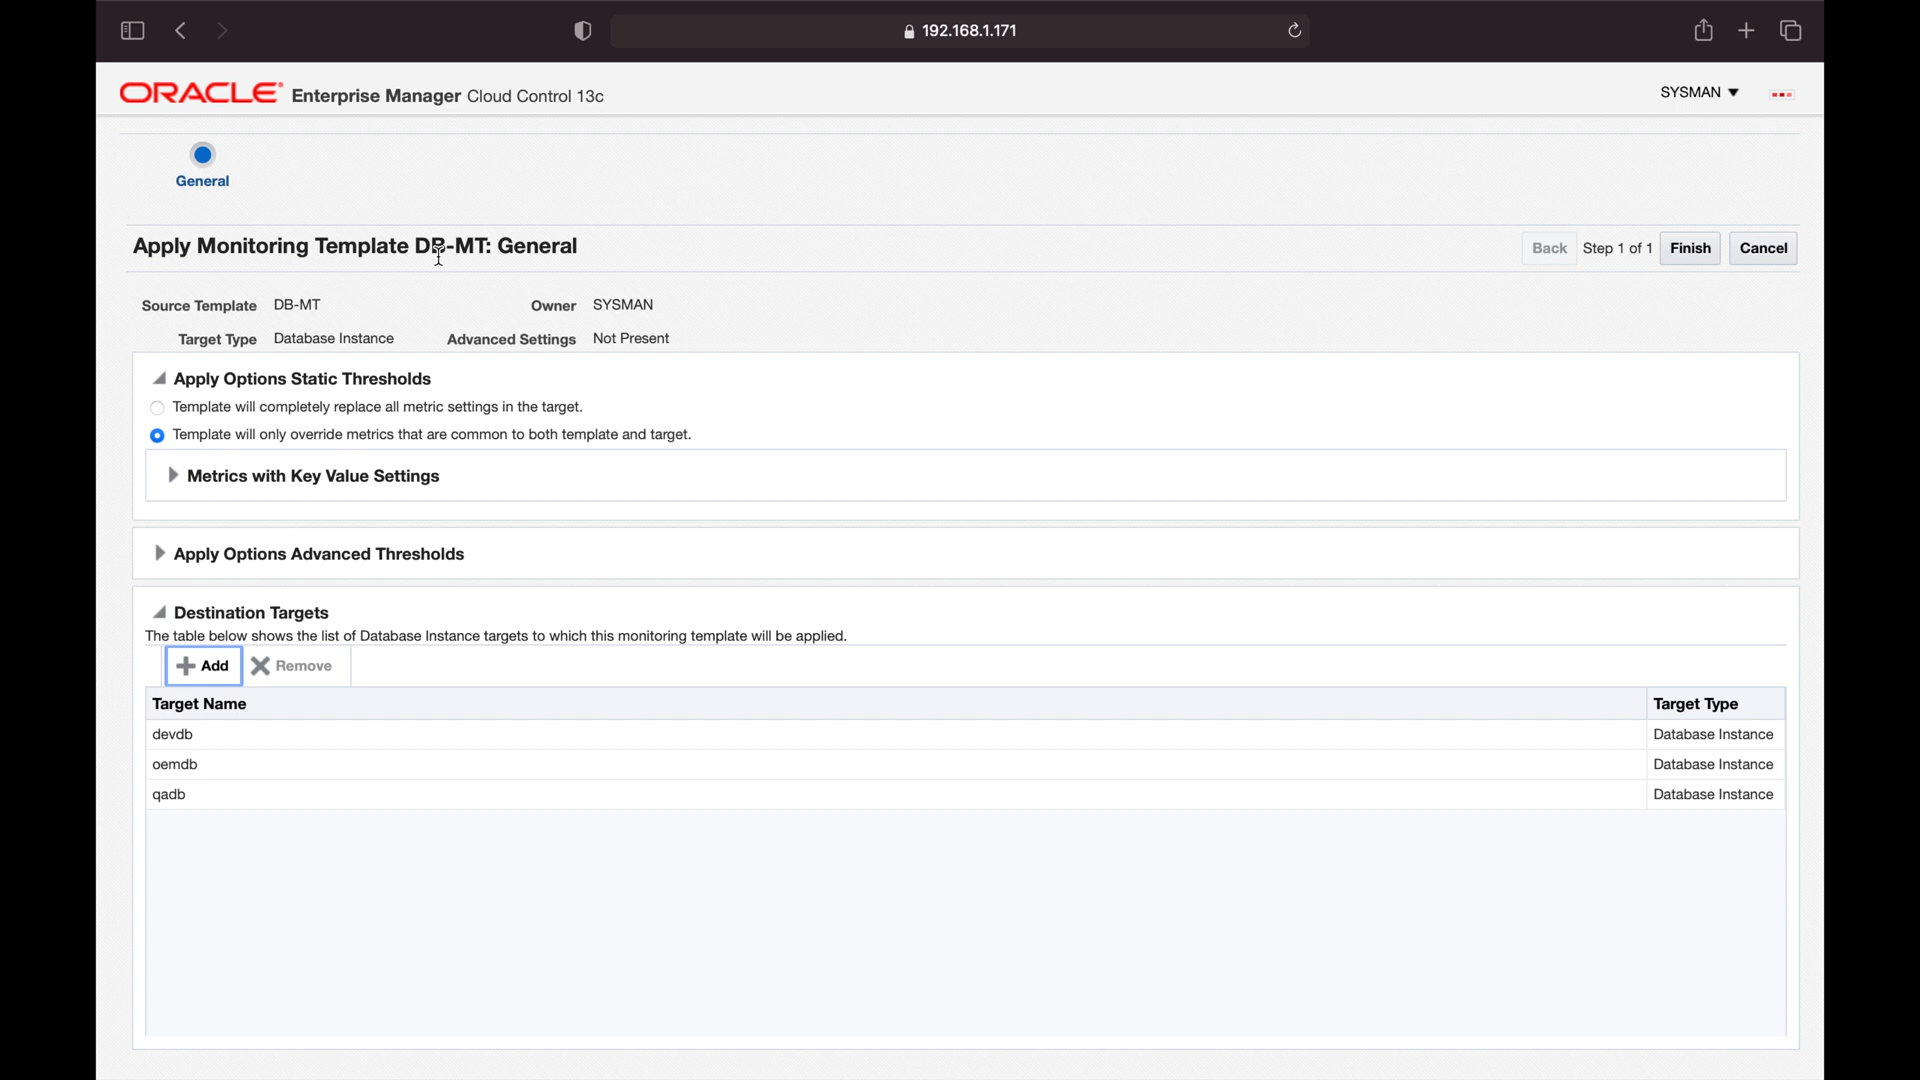 192.168.1.171
ORACLE Enterprise Manager Cloud Control 13c
SYSMAN
General
Apply Monitoring Template DB-MT: General
Back Step 1 of 1 Finish Cancel
Source Template DB-MT Owner SYSMAN
Target Type Database Instance Advanced Settings Not Present
Apply Options Static Thresholds
Template will completely replace all metric settings in the target.
Template will only override metrics that are common to both template and target.
Metrics with Key Value Settings
Apply Options Advanced Thresholds
Destination Targets
The table below shows the list of Database Instance targets to which this monitoring template will be applied.
Add Remove
Target Name Target Type
devdb Database Instance
oemdb Database Instance
qadb Database Instance